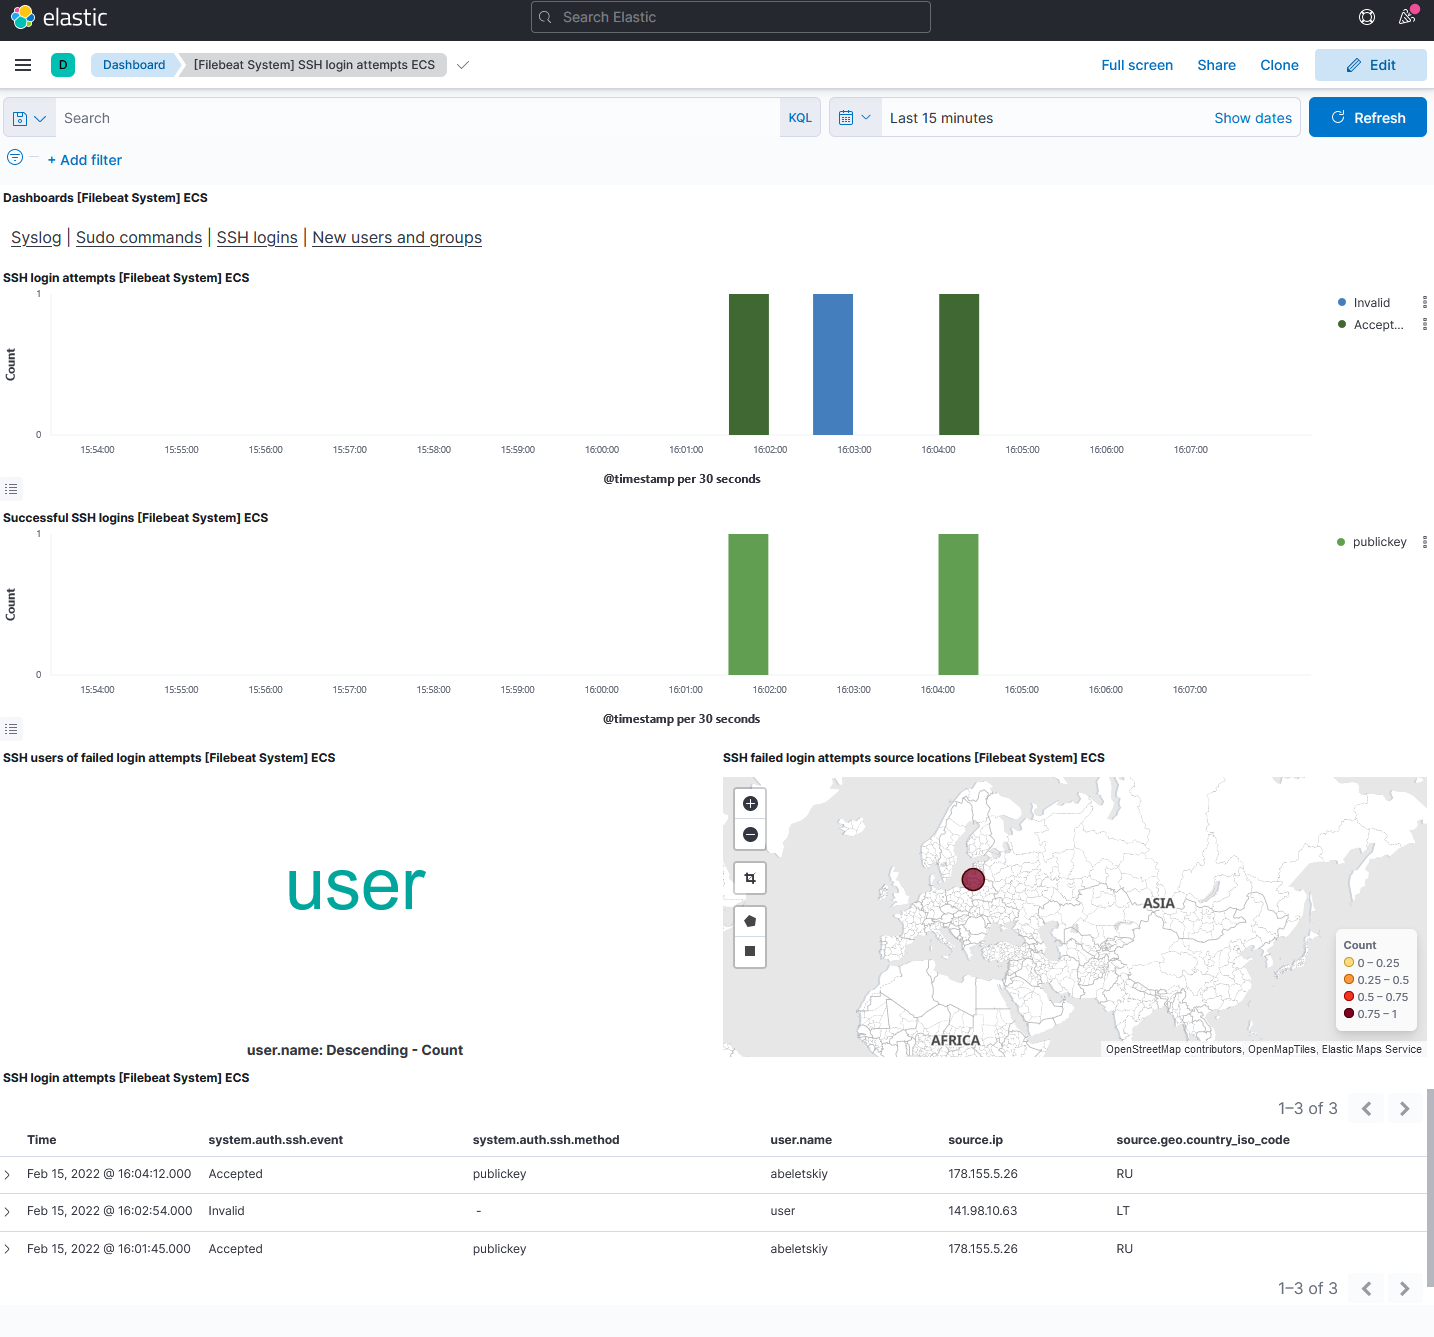 elastic
Search Elastic
D
Dashboard
[Filebeat System] SSH login attempts ECS
Full screen
Share
Clone
Edit
Search
KQL
Last 15 minutes
Show dates
Refresh
+ Add filter
Dashboards [Filebeat System] ECS
Syslog | Sudo commands | SSH logins | New users and groups
SSH login attempts [Filebeat System] ECS
1
Count
0
15:54:00 15:55:00 15:56:00 15:57:00 15:58:00 15:59:00 16:00:00 16:01:00 16:02:00 16:03:00 16:04:00 16:05:00 16:06:00 16:07:00
@timestamp per 30 seconds
Invalid
Accept...
Successful SSH logins [Filebeat System] ECS
1
Count
0
15:54:00 15:55:00 15:56:00 15:57:00 15:58:00 15:59:00 16:00:00 16:01:00 16:02:00 16:03:00 16:04:00 16:05:00 16:06:00 16:07:00
@timestamp per 30 seconds
publickey
SSH users of failed login attempts [Filebeat System] ECS
user
user.name: Descending - Count
SSH failed login attempts source locations [Filebeat System] ECS
ASIA
AFRICA
Count
0 – 0.25
0.25 – 0.5
0.5 – 0.75
0.75 – 1
OpenStreetMap contributors, OpenMapTiles, Elastic Maps Service
SSH login attempts [Filebeat System] ECS
1–3 of 3
Time system.auth.ssh.event system.auth.ssh.method user.name source.ip source.geo.country_iso_code
Feb 15, 2022 @ 16:04:12.000 Accepted publickey abeletskiy 178.155.5.26 RU
Feb 15, 2022 @ 16:02:54.000 Invalid - user 141.98.10.63 LT
Feb 15, 2022 @ 16:01:45.000 Accepted publickey abeletskiy 178.155.5.26 RU
1–3 of 3